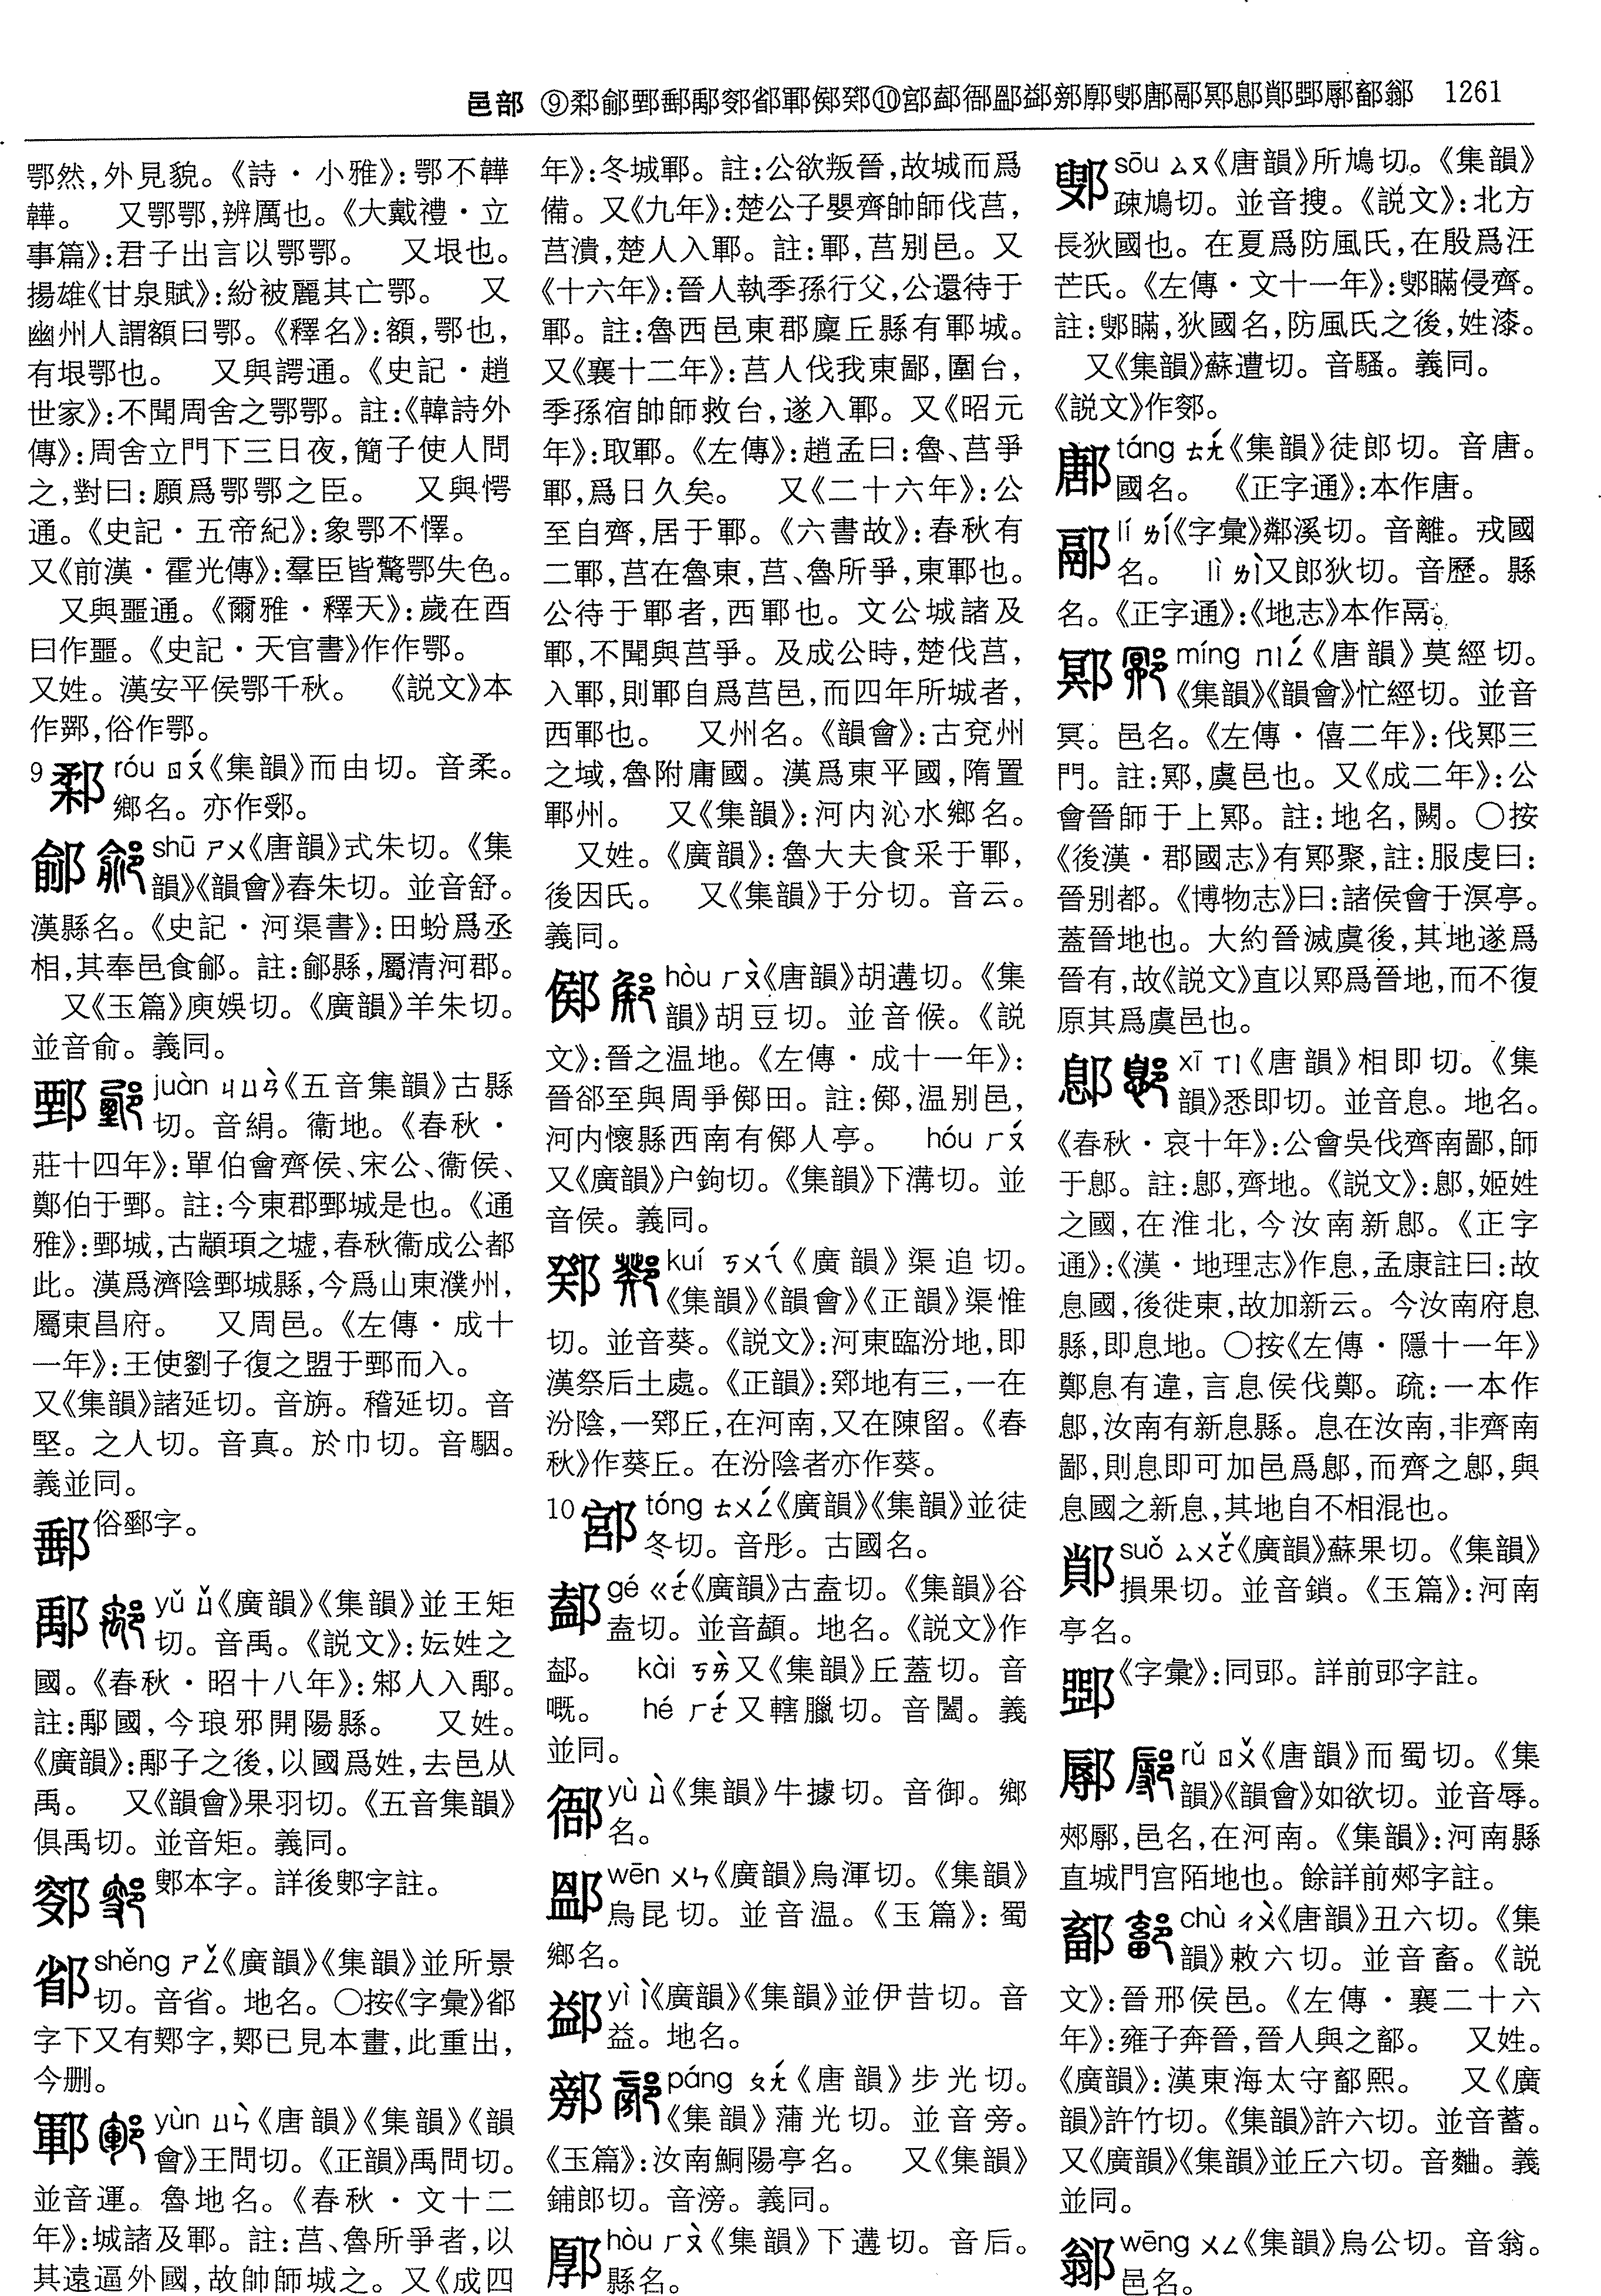 邑部 ⑨鄈鄃鄄鄅鄆⑩鄋鄌鄍鄎鄏鄐 1261
鄂然,外見貌。《詩·小雅》:鄂不韡
韡。 又鄂鄂,辨厲也。《大戴禮·立
事篇》:君子出言以鄂鄂。 又垠也。
揚雄《甘泉賦》:紛被麗其亡鄂。 又
幽州人謂額曰鄂。《釋名》:額,鄂也,
有垠鄂也。 又與諤通。《史記·趙
世家》:不聞周舍之鄂鄂。註:《韓詩外
傳》:周舍立門下三日夜,簡子使人問
之,對曰:願爲鄂鄂之臣。 又與愕
通。《史記·五帝紀》:象鄂不懌。
又《前漢·霍光傳》:羣臣皆驚鄂失色。
又與噩通。《爾雅·釋天》:歲在酉
曰作噩。《史記·天官書》作作鄂。
又姓。漢安平侯鄂千秋。 《説文》本
作,俗作鄂。
9 róu ㄖㄡˊ《集韻》而由切。音柔。
鄉名。亦作。
鄃 shū ㄕㄨ《唐韻》式朱切。《集
韻》《韻會》舂朱切。並音舒。
漢縣名。《史記·河渠書》:田蚡爲丞
相,其奉邑食鄃。註:鄃縣,屬清河郡。
又《玉篇》庾娛切。《廣韻》羊朱切。
並音俞。義同。
鄄 juàn ㄐㄩㄢˋ《五音集韻》古縣
切。音絹。衞地。《春秋·
莊十四年》:單伯會齊侯、宋公、衞侯、
鄭伯于鄄。註:今東郡鄄城是也。《通
雅》:鄄城,古顓頊之墟,春秋衞成公都
此。漢爲濟陰鄄城縣,今爲山東濮州,
屬東昌府。 又周邑。《左傳·成十
一年》:王使劉子復之盟于鄄而入。
又《集韻》諸延切。音旃。稽延切。音
堅。之人切。音真。於巾切。音駰。
義並同。
俗鄧字。
鄅 yǔ ㄩˇ《廣韻》《集韻》並王矩
切。音禹。《説文》:妘姓之
國。《春秋·昭十八年》:邾人入鄅。
註:鄅國,今琅邪開陽縣。 又姓。
《廣韻》:鄅子之後,以國爲姓,去邑从
禹。 又《韻會》果羽切。《五音集韻》
俱禹切。並音矩。義同。
鄋本字。詳後鄋字註。
shěng ㄕㄥˇ《廣韻》《集韻》並所景
切。音省。地名。○按《字彙》
字下又有鄈字,鄈已見本畫,此重出,
今删。
鄆 yùn ㄩㄣˋ《唐韻》《集韻》《韻
會》王問切。《正韻》禹問切。
並音運。魯地名。《春秋·文十二
年》:城諸及鄆。註:莒、魯所爭者,以
其遠逼外國,故帥師城之。又《成四
年》:冬城鄆。註:公欲叛晉,故城而爲
備。又《九年》:楚公子嬰齊帥師伐莒,
莒潰,楚人入鄆。註:鄆,莒别邑。又
《十六年》:晉人執季孫行父,公還待于
鄆。註:魯西邑東郡廩丘縣有鄆城。
又《襄十二年》:莒人伐我東鄙,圍台,
季孫宿帥師救台,遂入鄆。又《昭元
年》:取鄆。《左傳》:趙孟曰:魯、莒爭
鄆,爲日久矣。 又《二十六年》:公
至自齊,居于鄆。《六書故》:春秋有
二鄆,莒在魯東,莒、魯所爭,東鄆也。
公待于鄆者,西鄆也。文公城諸及
鄆,不聞與莒爭。及成公時,楚伐莒,
入鄆,則鄆自爲莒邑,而四年所城者,
西鄆也。 又州名。《韻會》:古兗州
之域,魯附庸國。漢爲東平國,隋置
鄆州。 又《集韻》:河内沁水鄉名。
又姓。《廣韻》:魯大夫食采于鄆,
後因氏。 又《集韻》于分切。音云。
義同。
鄇 hòu ㄏㄡˋ《唐韻》胡遘切。《集
韻》胡豆切。並音候。《説
文》:晉之温地。《左傳·成十一年》:
晉郤至與周爭鄇田。註:鄇,温别邑,
河内懷縣西南有鄇人亭。 hóu ㄏㄡˊ
又《廣韻》户鉤切。《集韻》下溝切。並
音侯。義同。
鄈 kuí ㄎㄨㄟˊ《廣韻》渠追切。
《集韻》《韻會》《正韻》渠惟
切。並音葵。《説文》:河東臨汾地,即
漢祭后土處。《正韻》:鄈地有三,一在
汾陰,一鄈丘,在河南,又在陳留。《春
秋》作葵丘。在汾陰者亦作葵。
10 tóng ㄊㄨㄥˊ《廣韻》《集韻》並徒
冬切。音彤。古國名。
gé ㄍㄜˊ《廣韻》古盍切。《集韻》谷
盍切。並音顜。地名。《説文》作
。 kài ㄎㄞˋ又《集韻》丘蓋切。音
嘅。 hé ㄏㄜˊ又轄臘切。音闔。義
並同。
yù ㄩˋ《集韻》牛據切。音御。鄉
名。
wēn ㄨㄣ《廣韻》烏渾切。《集韻》
烏昆切。並音温。《玉篇》:蜀
鄉名。
yì ㄧˋ《廣韻》《集韻》並伊昔切。音
益。地名。
páng ㄆㄤˊ《唐韻》步光切。
《集韻》蒲光切。並音旁。
《玉篇》:汝南鮦陽亭名。 又《集韻》
鋪郎切。音滂。義同。
hòu ㄏㄡˋ《集韻》下遘切。音后。
縣名。
鄋 sōu ㄙㄡ《唐韻》所鳩切。《集韻》
疎鳩切。並音搜。《説文》:北方
長狄國也。在夏爲防風氏,在殷爲汪
芒氏。《左傳·文十一年》:鄋瞞侵齊。
註:鄋瞞,狄國名,防風氏之後,姓漆。
又《集韻》蘇遭切。音騷。義同。
《説文》作。
鄌 táng ㄊㄤˊ《集韻》徒郎切。音唐。
國名。 《正字通》:本作唐。
lí ㄌㄧˊ《字彙》鄰溪切。音離。戎國
名。 lì ㄌㄧˋ又郎狄切。音歷。縣
名。《正字通》:《地志》本作鬲。
鄍 míng ㄇㄧㄥˊ《唐韻》莫經切。
《集韻》《韻會》忙經切。並音
冥。邑名。《左傳·僖二年》:伐鄍三
門。註:鄍,虞邑也。又《成二年》:公
會晉師于上鄍。註:地名,闕。○按
《後漢·郡國志》有鄍聚,註:服虔曰:
晉别都。《博物志》曰:諸侯會于溟亭。
蓋晉地也。大約晉滅虞後,其地遂爲
晉有,故《説文》直以鄍爲晉地,而不復
原其爲虞邑也。
鄎 xī ㄒㄧ《唐韻》相即切。《集
韻》悉即切。並音息。地名。
《春秋·哀十年》:公會吳伐齊南鄙,師
于鄎。註:鄎,齊地。《説文》:鄎,姬姓
之國,在淮北,今汝南新鄎。《正字
通》:《漢·地理志》作息,孟康註曰:故
息國,後徙東,故加新云。今汝南府息
縣,即息地。○按《左傳·隱十一年》
鄭息有違,言息侯伐鄭。疏:一本作
鄎,汝南有新息縣。息在汝南,非齊南
鄙,則息即可加邑爲鄎,而齊之鄎,與
息國之新息,其地自不相混也。
suǒ ㄙㄨㄛˇ《廣韻》蘇果切。《集韻》
損果切。並音鎖。《玉篇》:河南
亭名。
《字彙》:同郖。詳前郖字註。
鄏 rǔ ㄖㄨˇ《唐韻》而蜀切。《集
韻》《韻會》如欲切。並音辱。
郟鄏,邑名,在河南。《集韻》:河南縣
直城門宫陌地也。餘詳前郟字註。
鄐 chù ㄔㄨˋ《唐韻》丑六切。《集
韻》敕六切。並音畜。《説
文》:晉邢侯邑。《左傳·襄二十六
年》:雍子奔晉,晉人與之鄐。 又姓。
《廣韻》:漢東海太守鄐熙。 又《廣
韻》許竹切。《集韻》許六切。並音蓄。
又《廣韻》《集韻》並丘六切。音麯。義
並同。
wēng ㄨㄥ《集韻》烏公切。音翁。
邑名。